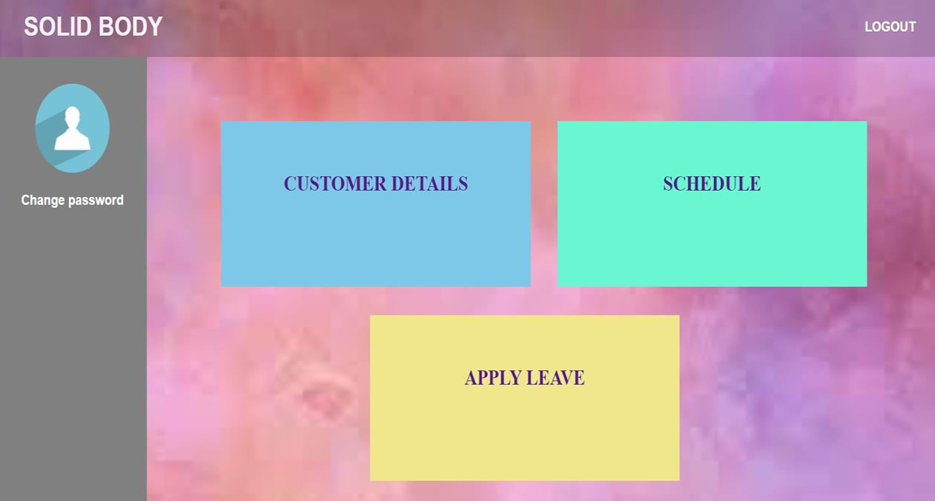 SOLID BODY
LOGOUT
Change password
CUSTOMER DETAILS
SCHEDULE
APPLY LEAVE